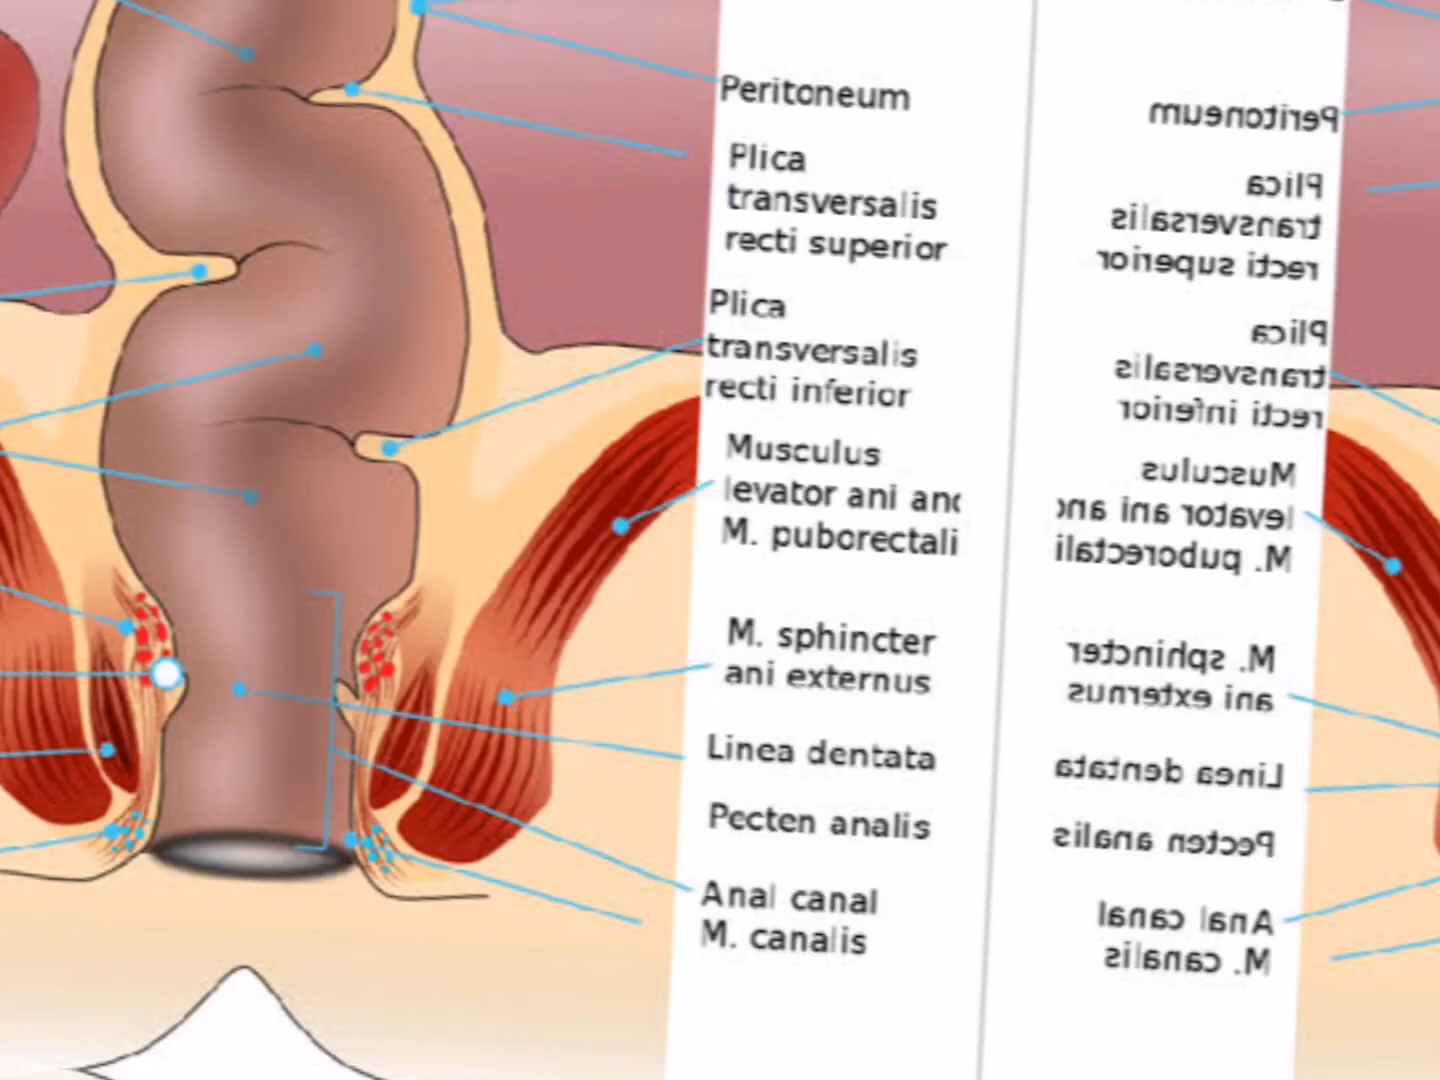 Peritoneum
Plica
transversalis
recti superior
Plica
transversalis
recti inferior
Musculus
levator ani and
M. puborectali
M. sphincter
ani externus
Linea dentata
Pecten analis
Anal canal
M. canalis
Peritoneum
Plica
transversalis
recti superior
Plica
transversalis
recti inferior
Musculus
levator ani and
M. puborectali
M. sphincter
ani externus
Linea dentata
Pecten analis
Anal canal
M. canalis